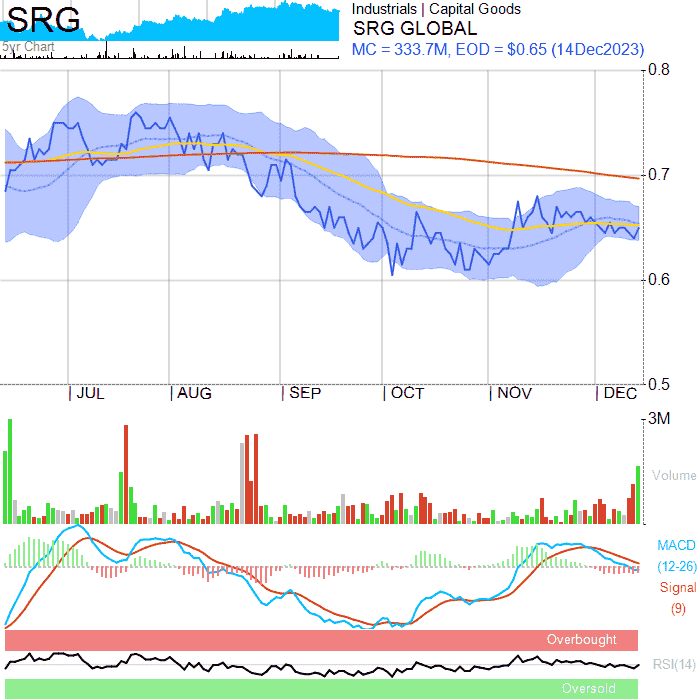 SRG
5yr Chart
Industrials | Capital Goods
SRG GLOBAL
MC = 333.7M, EOD = $0.65 (14Dec2023)
0.8
0.7
0.6
0.5
JUL AUG SEP OCT NOV DEC
3M
Volume
MACD
(12-26)
Signal
(9)
Overbought
RSI(14)
Oversold